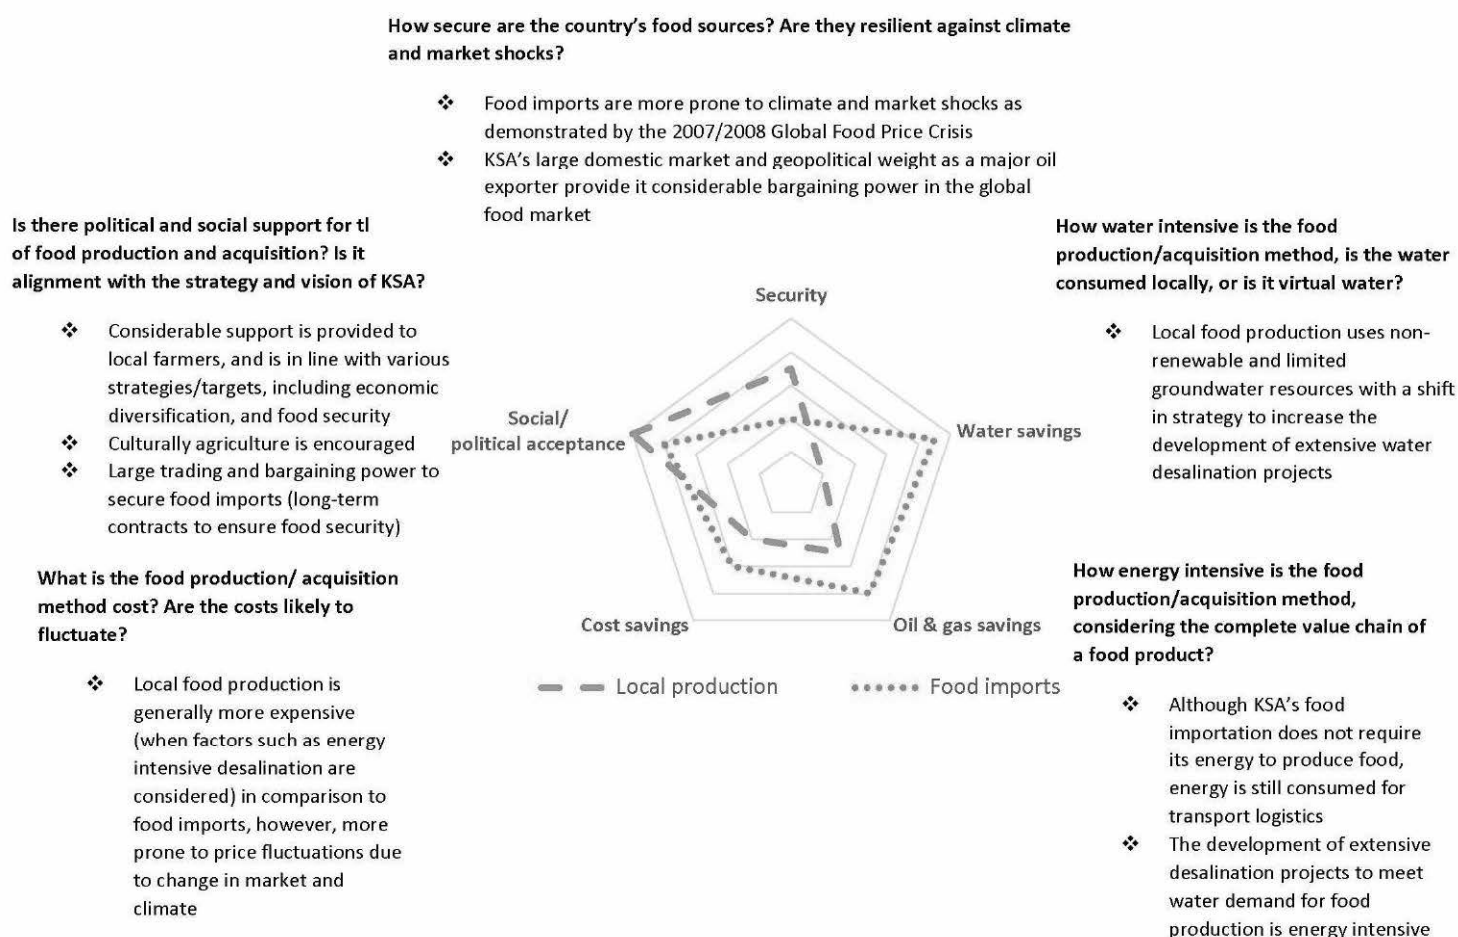 How secure are the country's food sources? Are they resilient against climate
and market shocks?
❖ Food imports are more prone to climate and market shocks as
demonstrated by the 2007/2008 Global Food Price Crisis
❖ KSA's large domestic market and geopolitical weight as a major oil
exporter provide it considerable bargaining power in the global
food market
Is there political and social support for tl
of food production and acquisition? Is it
alignment with the strategy and vision of KSA?
❖ Considerable support is provided to
local farmers, and is in line with various
strategies/targets, including economic
diversification, and food security
❖ Culturally agriculture is encouraged
❖ Large trading and bargaining power to
secure food imports (long-term
contracts to ensure food security)
How water intensive is the food
production/acquisition method, is the water
consumed locally, or is it virtual water?
❖ Local food production uses non-
renewable and limited
groundwater resources with a shift
in strategy to increase the
development of extensive water
desalination projects
Security
Social/
political acceptance
Water savings
Cost savings
Oil & gas savings
Local production
Food imports
What is the food production/ acquisition
method cost? Are the costs likely to
fluctuate?
❖ Local food production is
generally more expensive
(when factors such as energy
intensive desalination are
considered) in comparison to
food imports, however, more
prone to price fluctuations due
to change in market and
climate
How energy intensive is the food
production/acquisition method,
considering the complete value chain of
a food product?
❖ Although KSA's food
importation does not require
its energy to produce food,
energy is still consumed for
transport logistics
❖ The development of extensive
desalination projects to meet
water demand for food
production is energy intensive